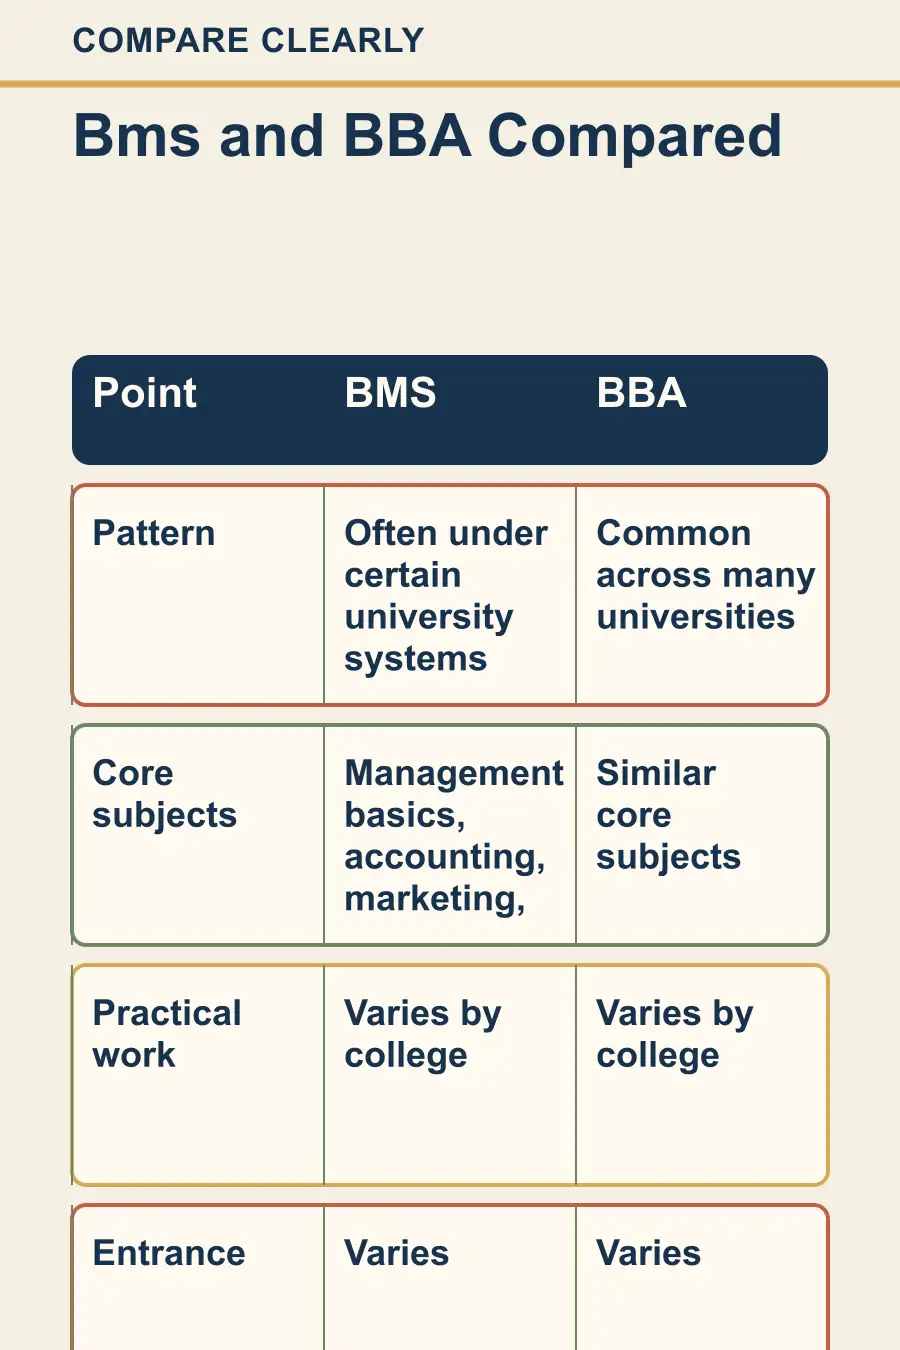 COMPARE CLEARLY
Bms and BBA Compared
Point BMS BBA
Pattern
Often under
certain
university
systems
Common
across many
universities
Core
subjects
Management
basics,
accounting,
marketing,
Similar
core
subjects
Practical
work
Varies by
college
Varies by
college
Entrance
Varies
Varies